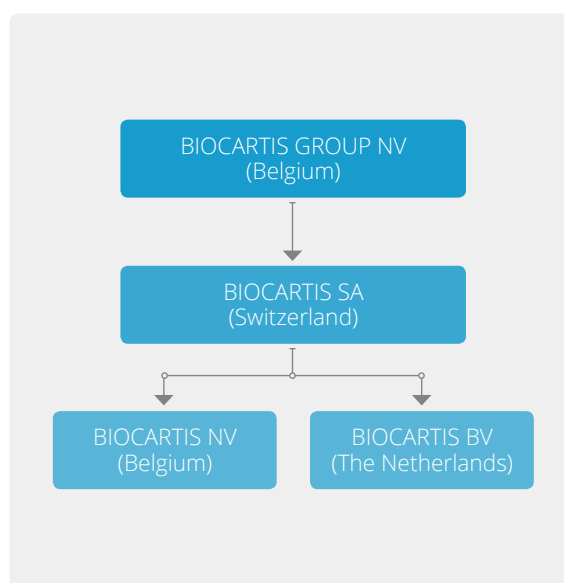 BIOCARTIS GROUP NV
(Belgium)
BIOCARTIS SA
(Switzerland)
BIOCARTIS NV
(Belgium)
BIOCARTIS BV
(The Netherlands)